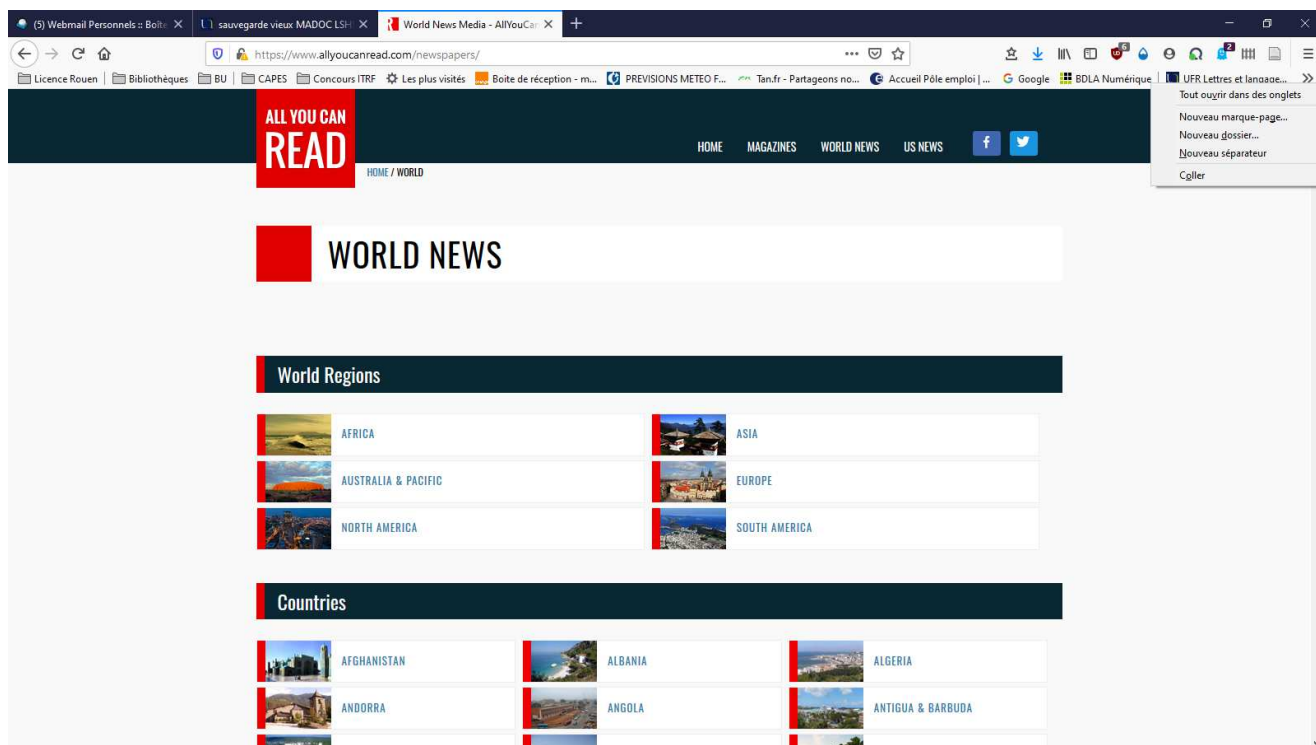 (5) Webmail Personnels :: Boîte
sauvegarde vieux MADOC LSH
World News Media - AllYouCan
https://www.allyoucanread.com/newspapers/
6
2
Licence Rouen
Bibliothèques
BU
CAPES
Concours ITRF
Les plus visités
Boite de réception - m...
PREVISIONS METEO F...
Tan.fr - Partageons no...
Accueil Pôle emploi | ...
Google
BDLA Numérique
UFR Lettres et langage...
Tout ouvrir dans des onglets
Nouveau marque-page...
Nouveau dossier...
Nouveau séparateur
Coller
ALL YOU CAN
READ
HOME MAGAZINES WORLD NEWS US NEWS
HOME / WORLD
WORLD NEWS
World Regions
AFRICA
ASIA
AUSTRALIA & PACIFIC
EUROPE
NORTH AMERICA
SOUTH AMERICA
Countries
AFGHANISTAN
ALBANIA
ALGERIA
ANDORRA
ANGOLA
ANTIGUA & BARBUDA